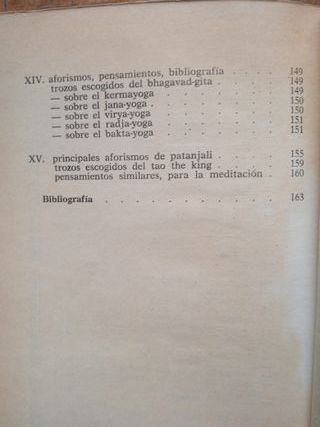 XIV. aforismos, pensamientos, bibliografía . . . . 149
trozos escogidos del bhagavad-gita . . . . . 149
— sobre el kermayoga . . . . . . . 149
— sobre el jana-yoga . . . . . . . . 150
— sobre el virya-yoga . . . . . . . 150
— sobre el radja-yoga . . . . . . . 151
— sobre el bakta-yoga . . . . . . . 151
XV. principales aforismos de patanjali . . . . . 155
trozos escogidos del tao the king . . . . . 159
pensamientos similares, para la meditación . 160
Bibliografía . . . . . . . . . . . 163